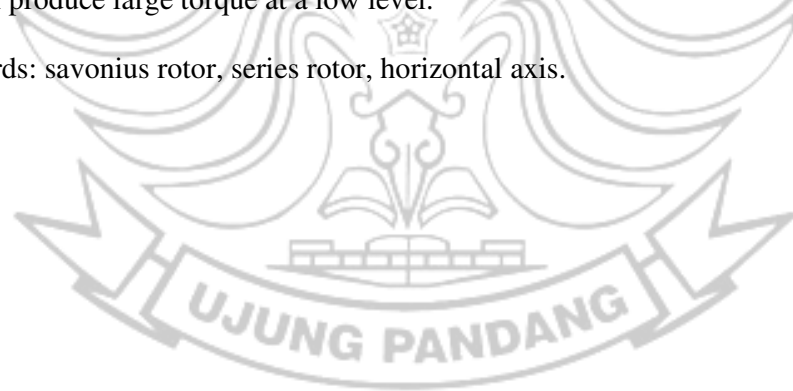 produce large torque at a low level.
rds: savonius rotor, series rotor, horizontal axis.
UJUNG PANDANG